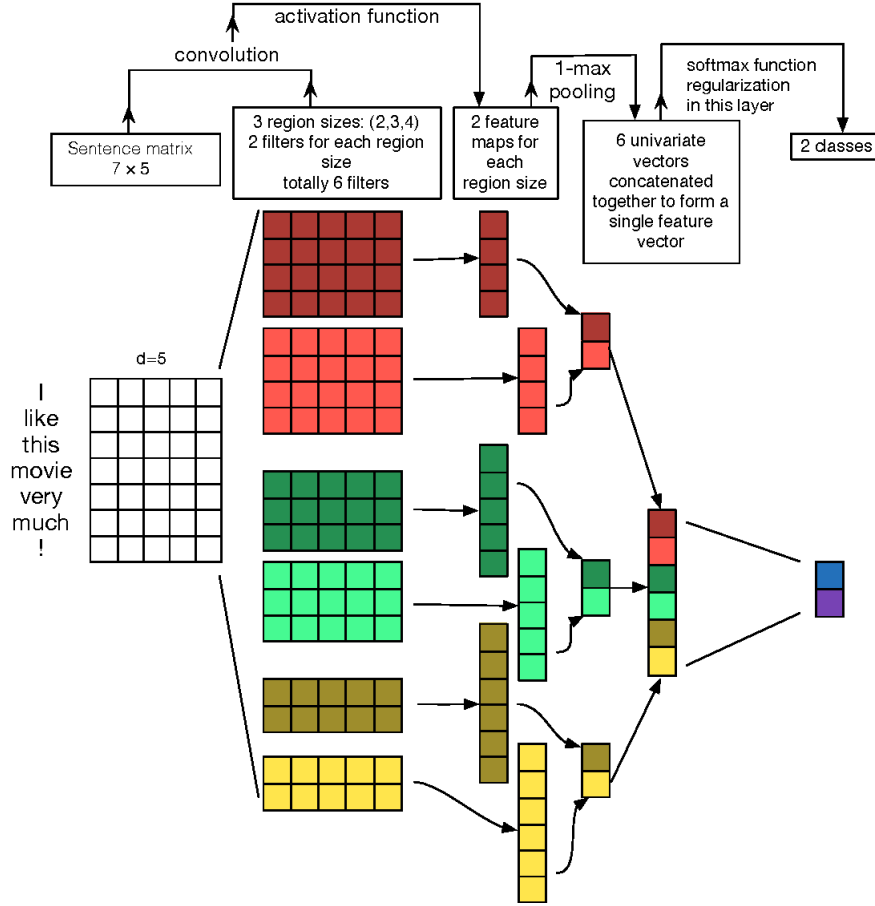 activation function
convolution
1-max
pooling
softmax function
regularization
in this layer
Sentence matrix
7 × 5
3 region sizes: (2,3,4)
2 filters for each region
size
totally 6 filters
2 feature
maps for
each
region size
6 univariate
vectors
concatenated
together to form a
single feature
vector
2 classes
d=5
I
like
this
movie
very
much
!